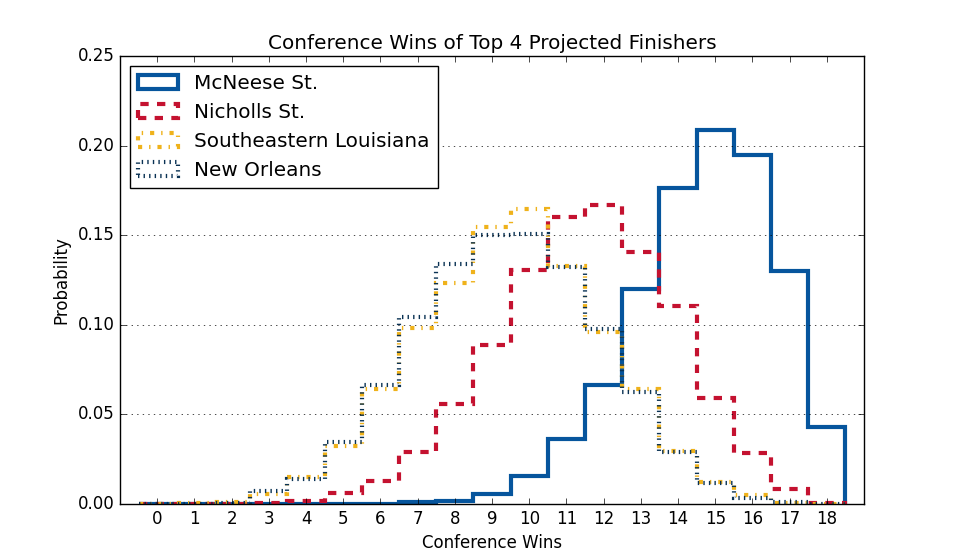 Conference Wins of Top 4 Projected Finishers
0.25
0.20
0.15
0.10
0.05
0.00
Probability
McNeese St.
Nicholls St.
Southeastern Louisiana
New Orleans
0 1 2 3 4 5 6 7 8 9 10 11 12 13 14 15 16 17 18
Conference Wins